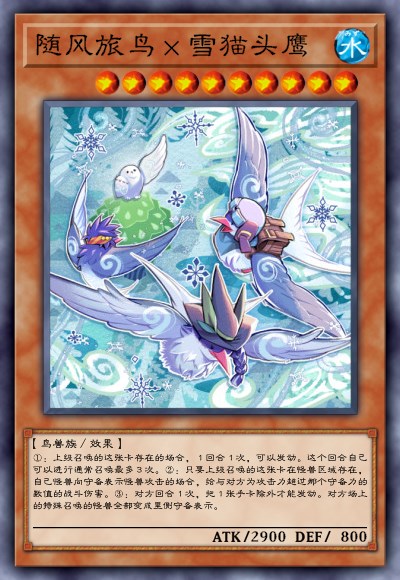 随风旅鸟×雪猫头鹰
水
【鸟兽族／效果】
①：上级召唤的这张卡存在的场合，1回合1次，可以发动。这个回合自己
可以进行通常召唤最多3次。②：只要上级召唤的这张卡在怪兽区域存在，
自己怪兽向守备表示怪兽攻击的场合，给与对方为攻击力超过那个守备力的
数值的战斗伤害。③：对方回合1次，把1张手卡除外才能发动。对方场上
的特殊召唤的怪兽全部变成里侧守备表示。
ATK/2900 DEF/ 800